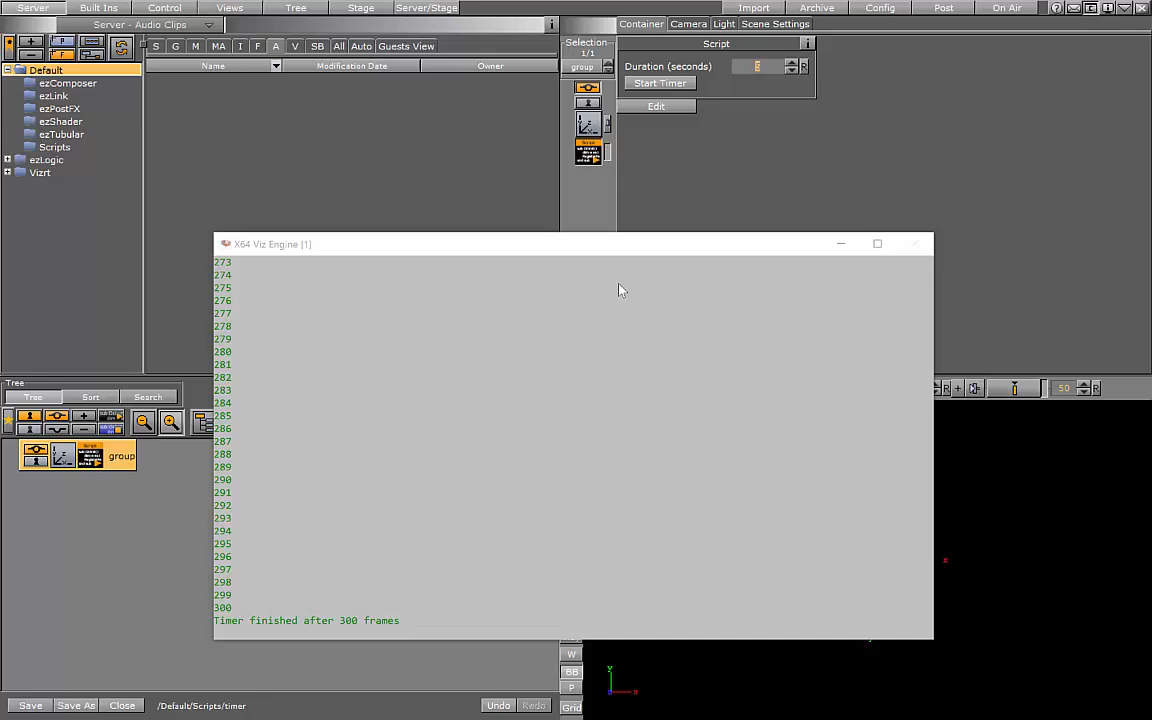 Server
Built Ins
Control
Views
Tree
Stage
Server/Stage
Import
Archive
Config
Post
On Air
Server - Audio Clips
S G M MA I F A V SB All Auto Guests View
Name
Modification Date
Owner
Default
ezComposer
ezLink
ezPostFX
ezShader
ezTubular
Scripts
ezLogic
Vizrt
Selection
1/1
group
Container
Camera
Light
Scene Settings
Script
Duration (seconds)
5
R
Start Timer
Edit
X64 Viz Engine [1]
273
274
275
276
277
278
279
280
281
282
283
284
285
286
287
288
289
290
291
292
293
294
295
296
297
298
299
300
Timer finished after 300 frames
Tree
Tree
Sort
Search
group
R
50
R
W
BB
P
Grid
x
y
x
Save
Save As
Close
/Default/Scripts/timer
Undo
Redo